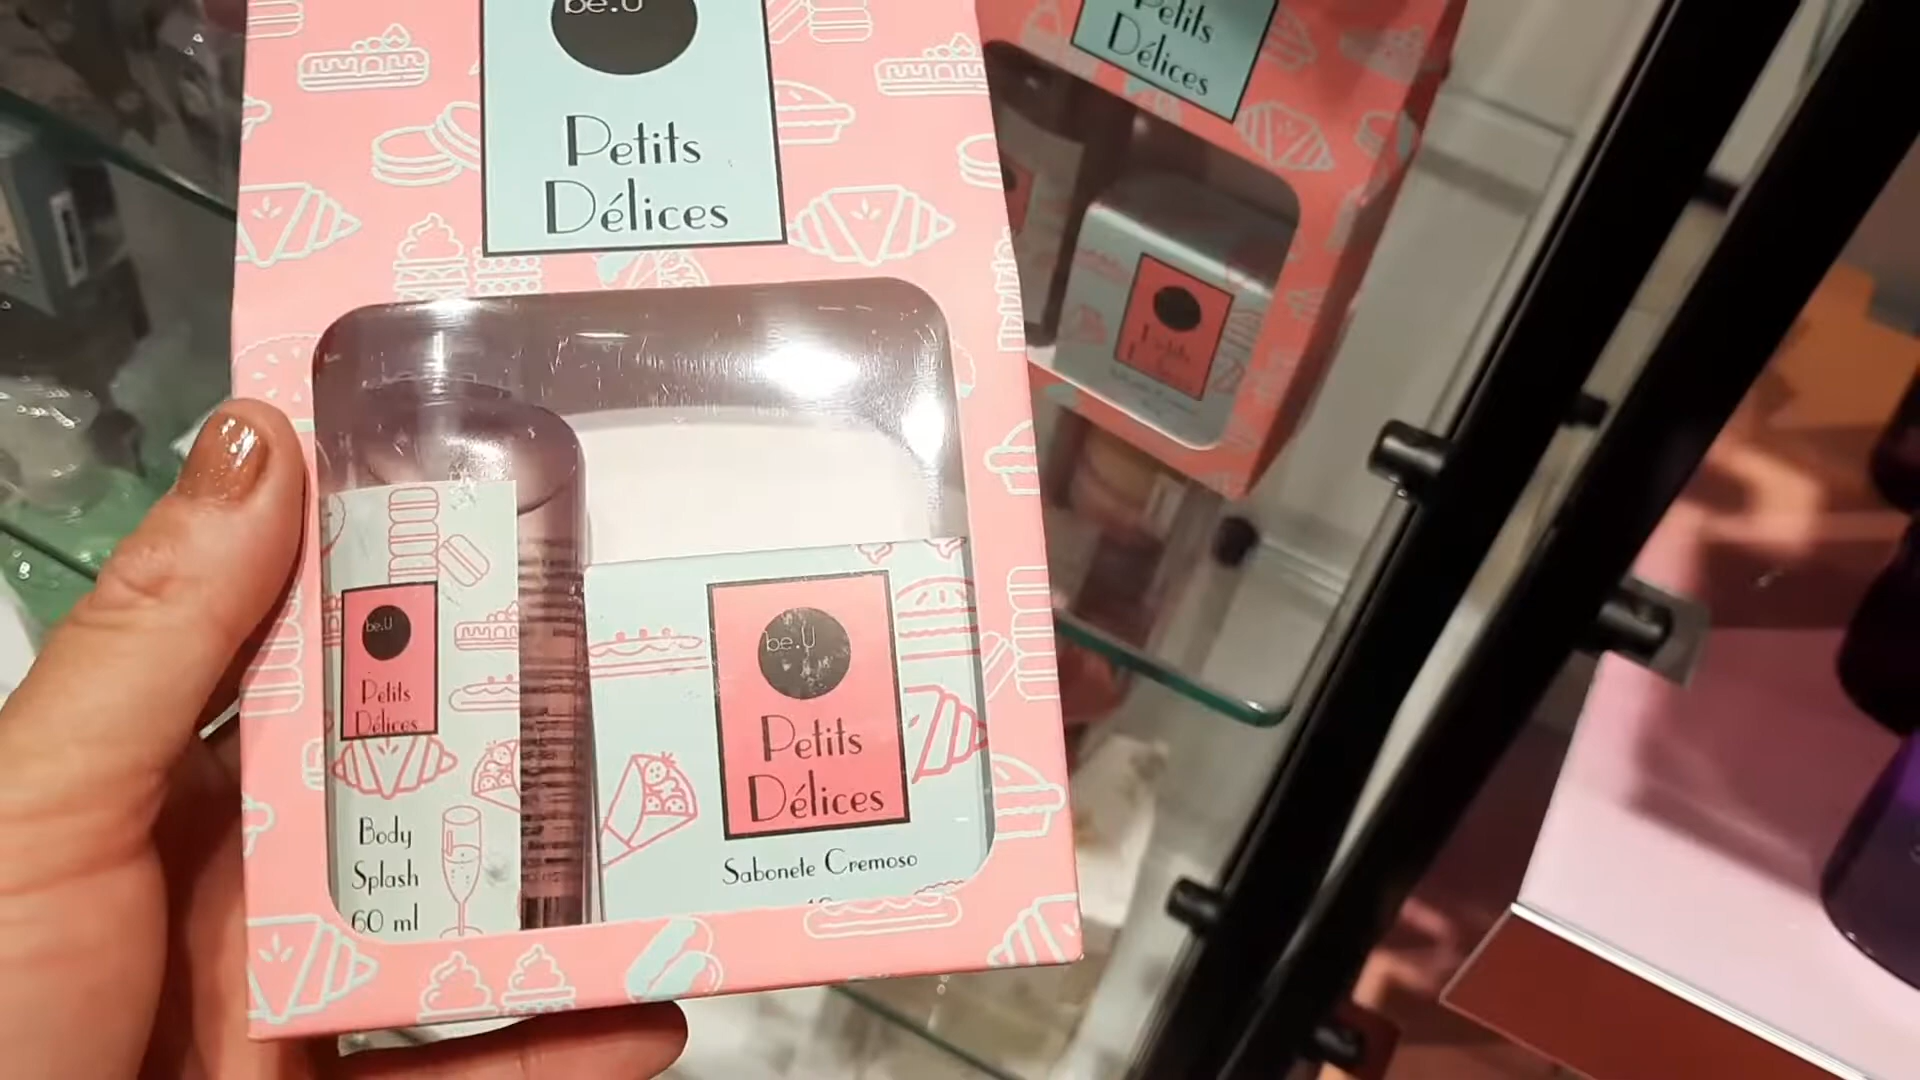 be.U
Petits
Délices
Petits
Délices
be.U
Petits
Délices
Body
Splash
60 ml
be.U
Petits
Délices
Sabonete Cremoso